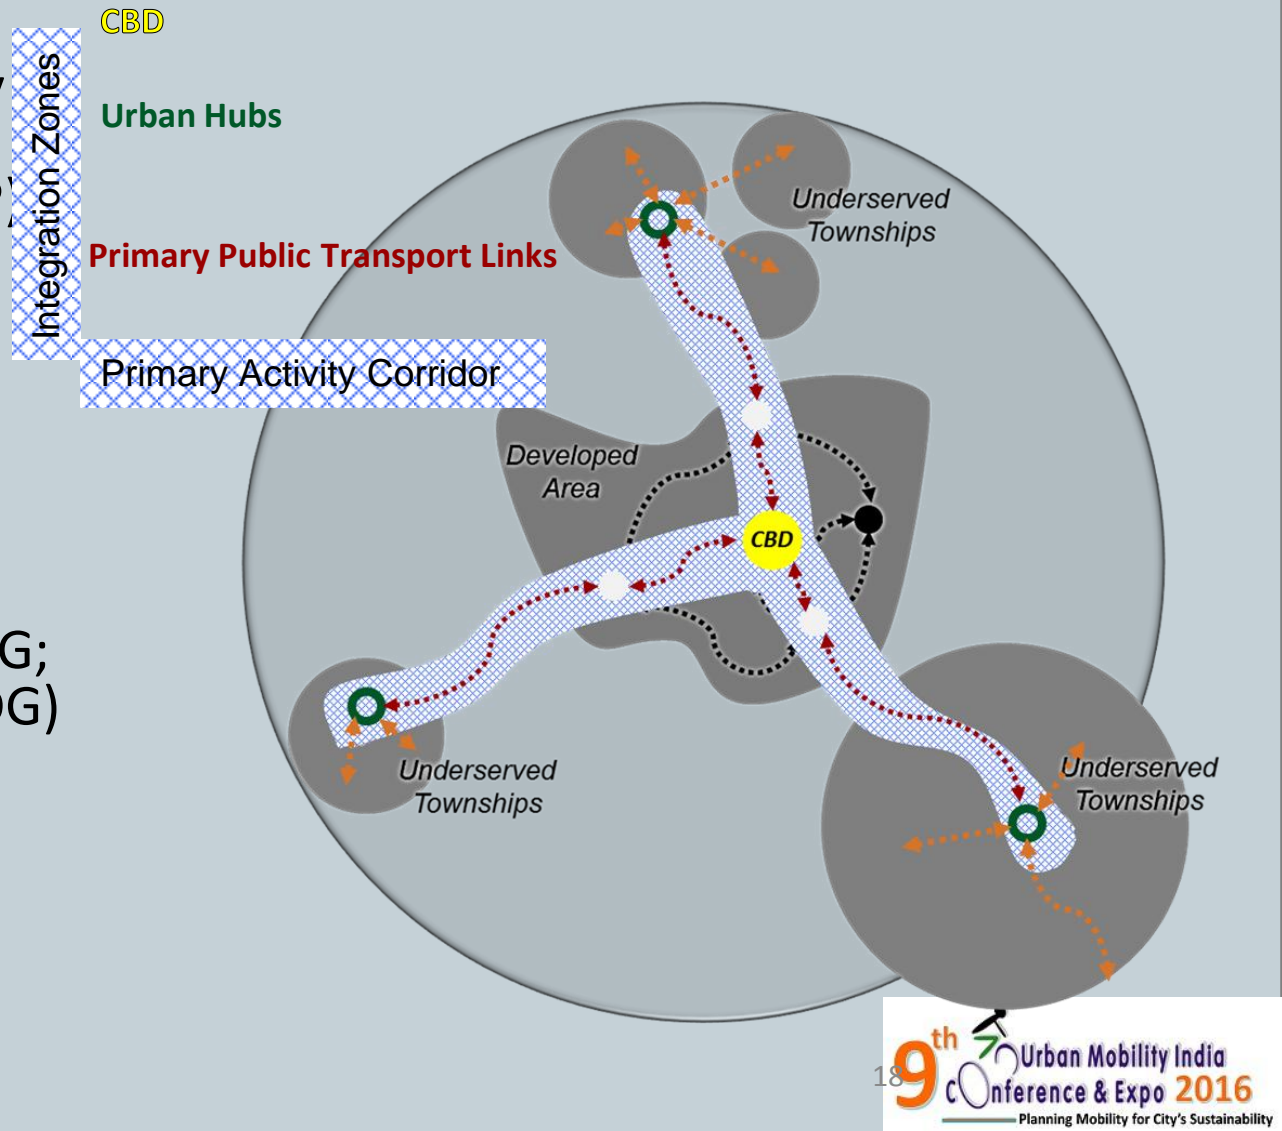 CBD
Urban Hubs
Integration Zones
Primary Public Transport Links
Primary Activity Corridor
Underserved
Townships
Developed
Area
CBD
G;
G)
Underserved
Townships
Underserved
Townships
18
9th Urban Mobility India
Conference & Expo 2016
Planning Mobility for City's Sustainability